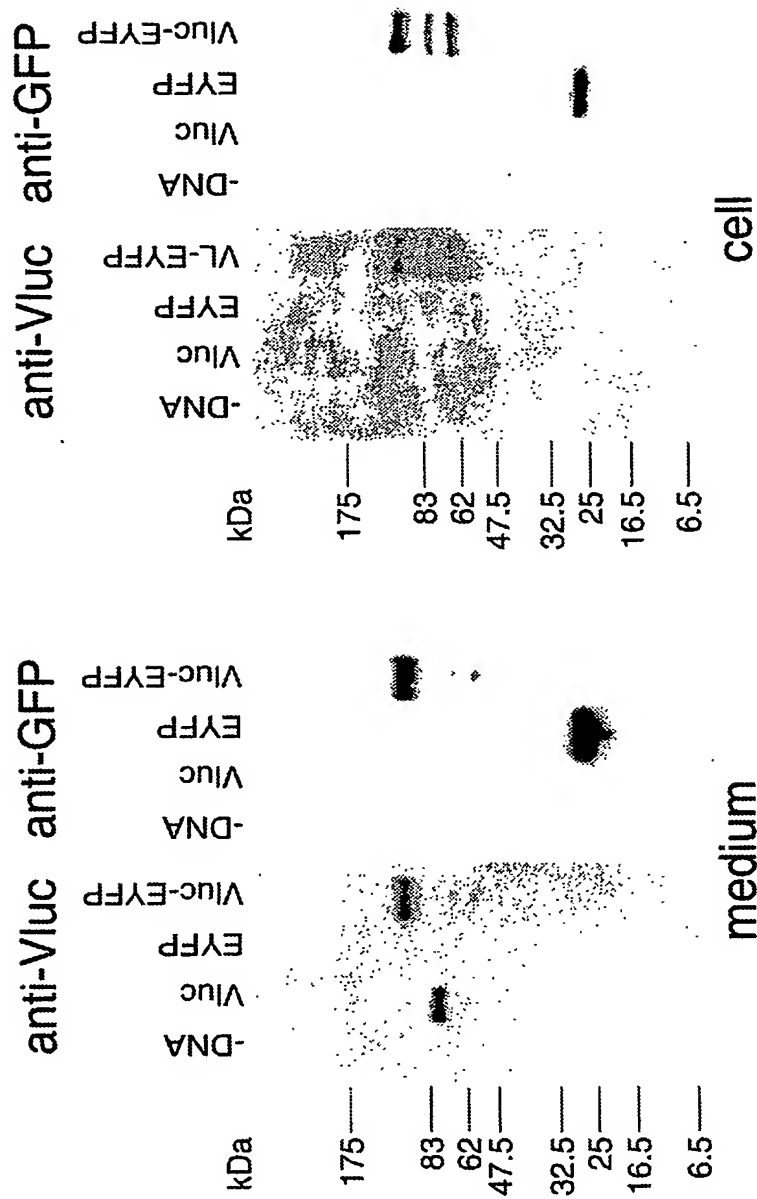 anti-Vluc anti-GFP
-DNA
Vluc
EYFP
Vluc-EYFP
-DNA
Vluc
EYFP
Vluc-EYFP
kDa
175
83
62
47.5
32.5
25
16.5
6.5
medium
anti-Vluc anti-GFP
-DNA
Vluc
EYFP
VL-EYFP
-DNA
Vluc
EYFP
Vluc-EYFP
kDa
175
83
62
47.5
32.5
25
16.5
6.5
cell